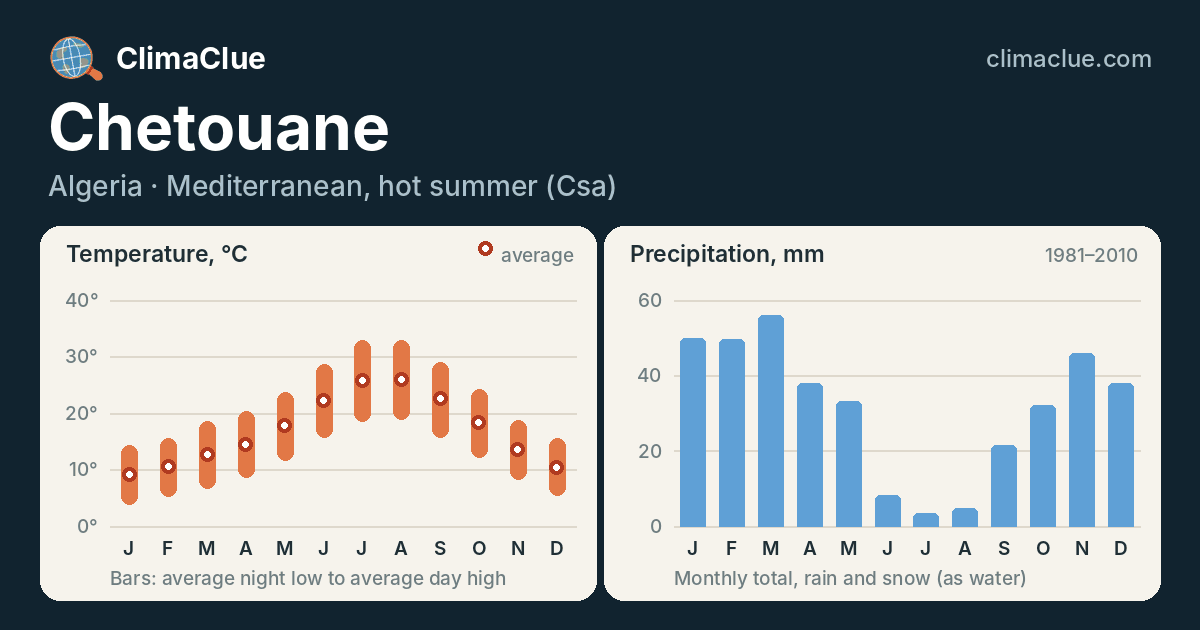 ClimaClue
climaclue.com
Chetouane
Algeria · Mediterranean, hot summer (Csa)
Temperature, °C
average
40°
30°
20°
10°
0°
J F M A M J J A S O N D
Bars: average night low to average day high
Precipitation, mm
1981–2010
60
40
20
0
J F M A M J J A S O N D
Monthly total, rain and snow (as water)